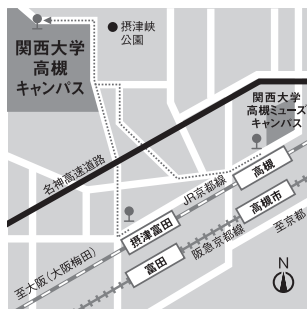 摂津峡
公園
関西大学
高槻
キャンパス
関西大学
高槻ミューズ
キャンパス
名神高速道路
JR京都線
高槻
摂津富田
高槻市
富田
阪急京都線
至京都
至大阪(大阪梅田)
N